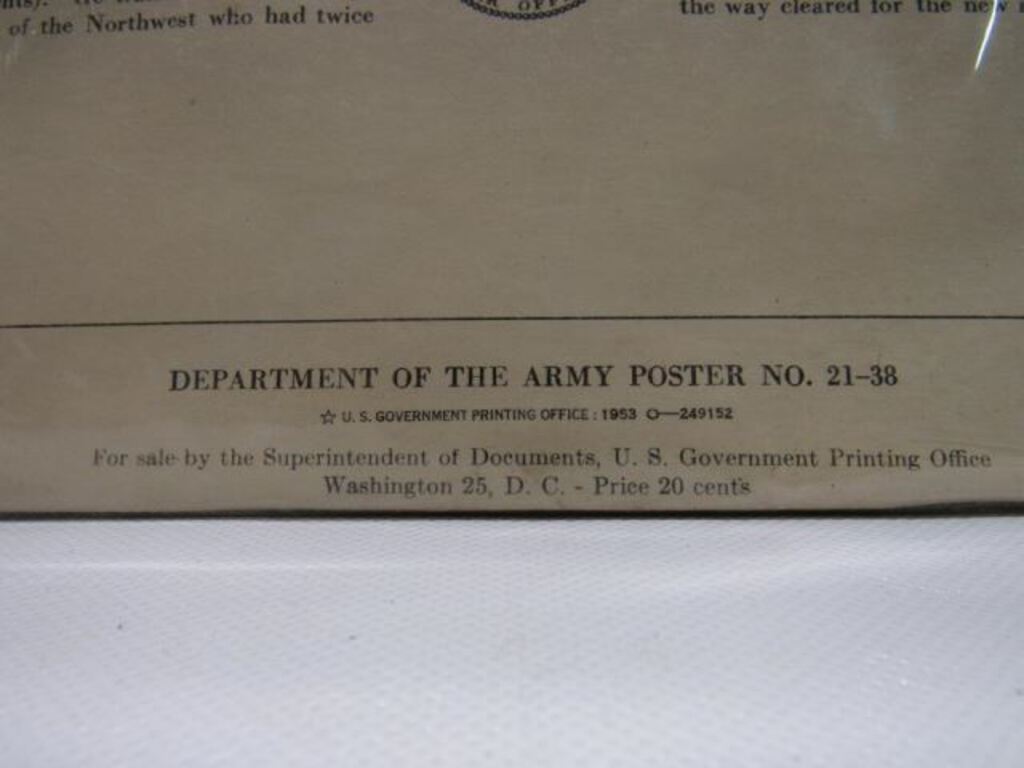 of the Northwest who had twice
OFF
the way cleared for the new
DEPARTMENT OF THE ARMY POSTER NO. 21–38
☆ U. S. GOVERNMENT PRINTING OFFICE : 1953 O—249152
For sale by the Superintendent of Documents, U. S. Government Printing Office
Washington 25, D. C. - Price 20 cents